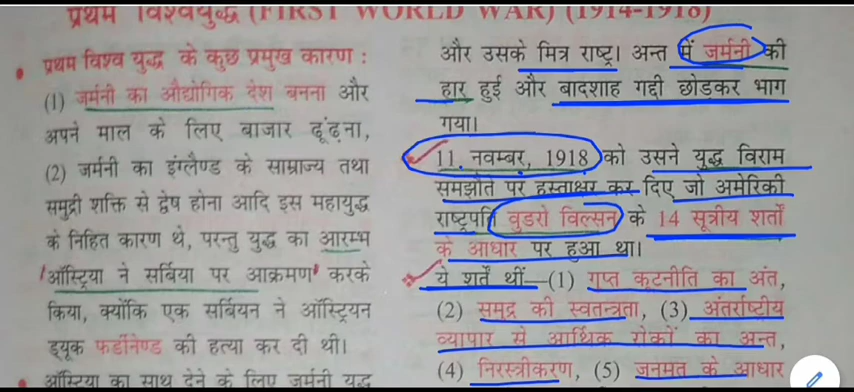 प्रथम विश्वयुद्ध (FIRST WORLD WAR) (1914-1918)
प्रथम विश्व युद्ध के कुछ प्रमुख कारण :
(1) जर्मनी का औद्योगिक देश बनना और
अपने माल के लिए बाजार ढूंढ़ना,
(2) जर्मनी का इंग्लैण्ड के साम्राज्य तथा
समुद्री शक्ति से द्वेष होना आदि इस महायुद्ध
के निहित कारण थे, परन्तु युद्ध का आरम्भ
'ऑस्ट्रिया ने सर्बिया पर आक्रमण' करके
किया, क्योंकि एक सर्बियन ने ऑस्ट्रियन
ड्यूक फर्डीनेण्ड की हत्या कर दी थी।
ऑस्ट्रिया का साथ देने के लिए जर्मनी युद्ध
और उसके मित्र राष्ट्र। अन्त में जर्मनी की
हार हुई और बादशाह गद्दी छोड़कर भाग
गया।
11. नवम्बर, 1918 को उसने युद्ध विराम
समझौते पर हस्ताक्षर कर दिए जो अमेरिकी
राष्ट्रपति वुडरो विल्सन के 14 सूत्रीय शर्तों
के आधार पर हुआ था।
ये शर्तें थीं—(1) गुप्त कूटनीति का अंत,
(2) समुद्र की स्वतन्त्रता, (3) अंतर्राष्ट्रीय
व्यापार से आर्थिक रोकों का अन्त,
(4) निरस्त्रीकरण, (5) जनमत के आधार